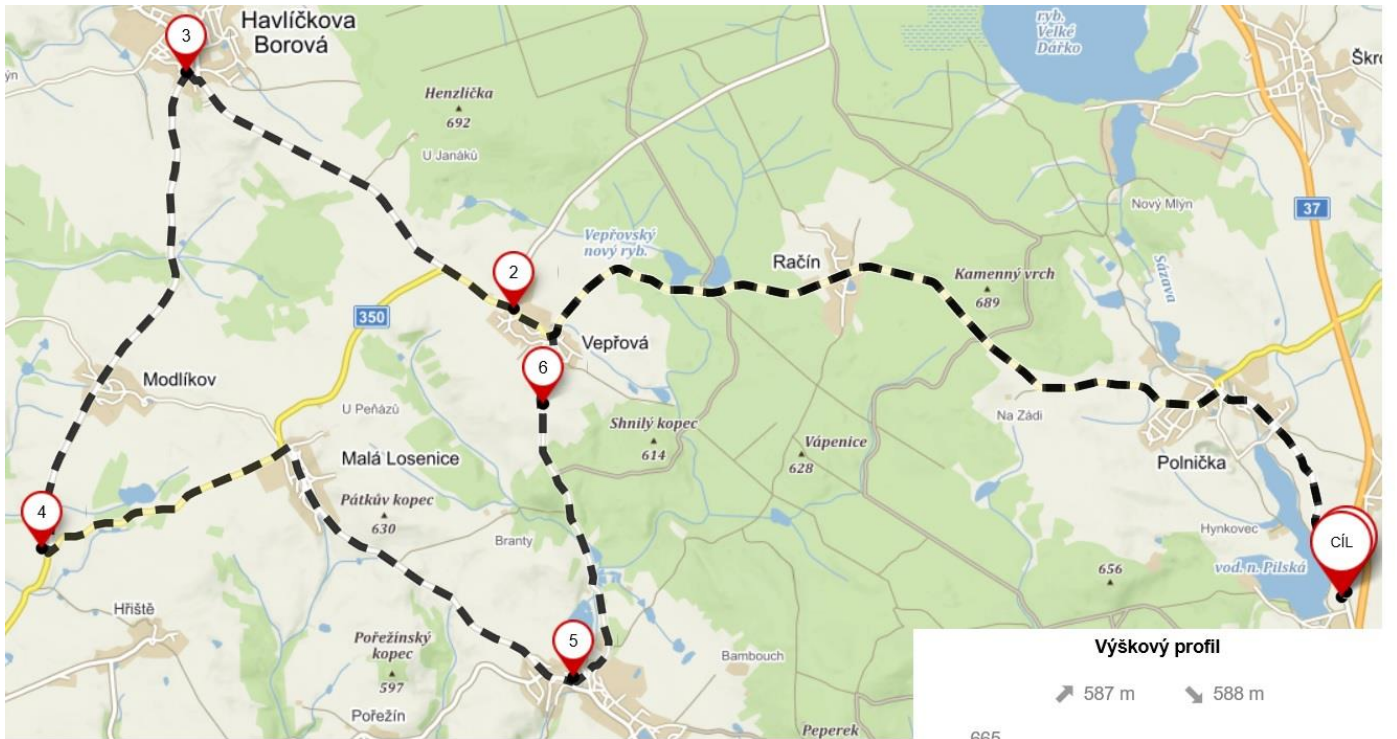 3
Havlíčkova
Borová
ryb.
Velké
Dářko
Henzlička
692
U Janáků
Nový Mlýn
37
Vepřovský
nový ryb.
Račín
2
Kamenný vrch
689
Sázava
350
Vepřová
Modlíkov
6
U Peňázů
Na Zádi
Shnilý kopec
614
Vápenice
628
Malá Losenice
Polnička
Pátkův kopec
630
4
Branty
Hynkovec
CÍL
vod. n. Pilská
656
Hřiště
5
Pořežínský
kopec
597
Bambouch
Výškový profil
587 m
588 m
Pořežín
Peperek
665